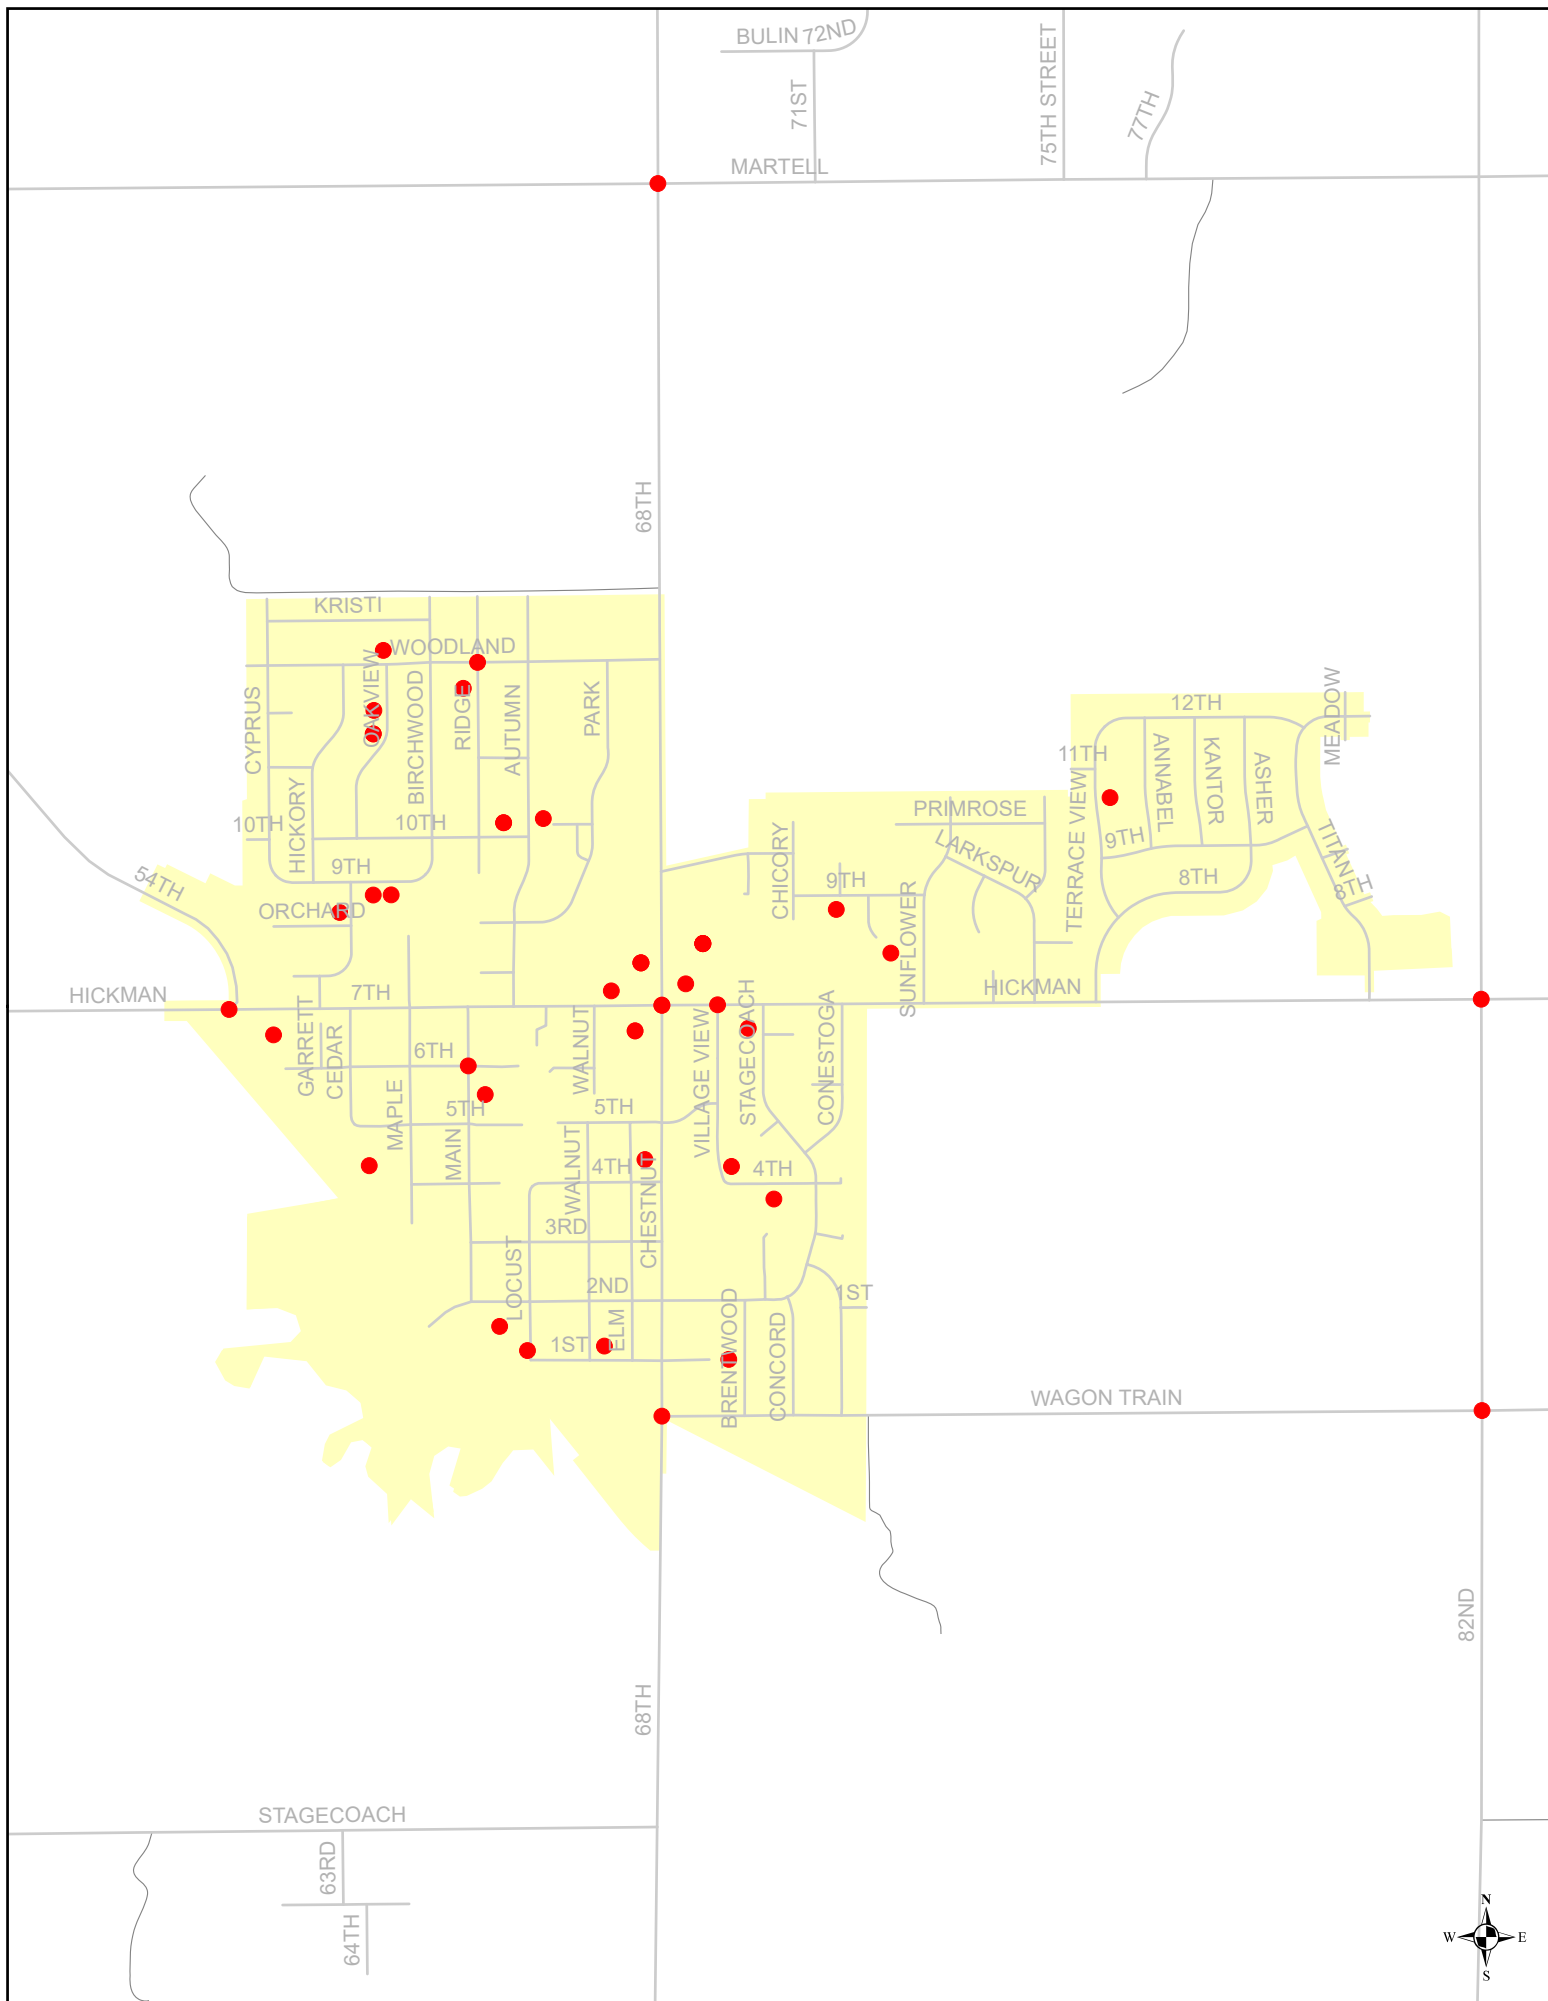 BULIN
72ND
75TH STREET
71ST
77TH
MARTELL
68TH
KRISTI
WOODLAND
OAKVIEW
CYPRUS
BIRCHWOOD
RIDGE
AUTUMN
PARK
MEADOW
12TH
11TH
ANNABEL
KANTOR
ASHER
HICKORY
10TH
10TH
PRIMROSE
TERRACE VIEW
9TH
TITAN
LARKSPUR
CHICORY
9TH
54TH
9TH
8TH
8TH
ORCHARD
SUNFLOWER
HICKMAN
7TH
HICKMAN
GARRETT
CEDAR
6TH
WALNUT
VILLAGE VIEW
STAGECOACH
CONESTOGA
MAPLE
5TH
5TH
MAIN
WALNUT
4TH
4TH
CHESTNUT
3RD
LOCUST
2ND
1ST
ELM
1ST
BRENTWOOD
CONCORD
WAGON TRAIN
82ND
68TH
STAGECOACH
63RD
64TH
N
W E
S